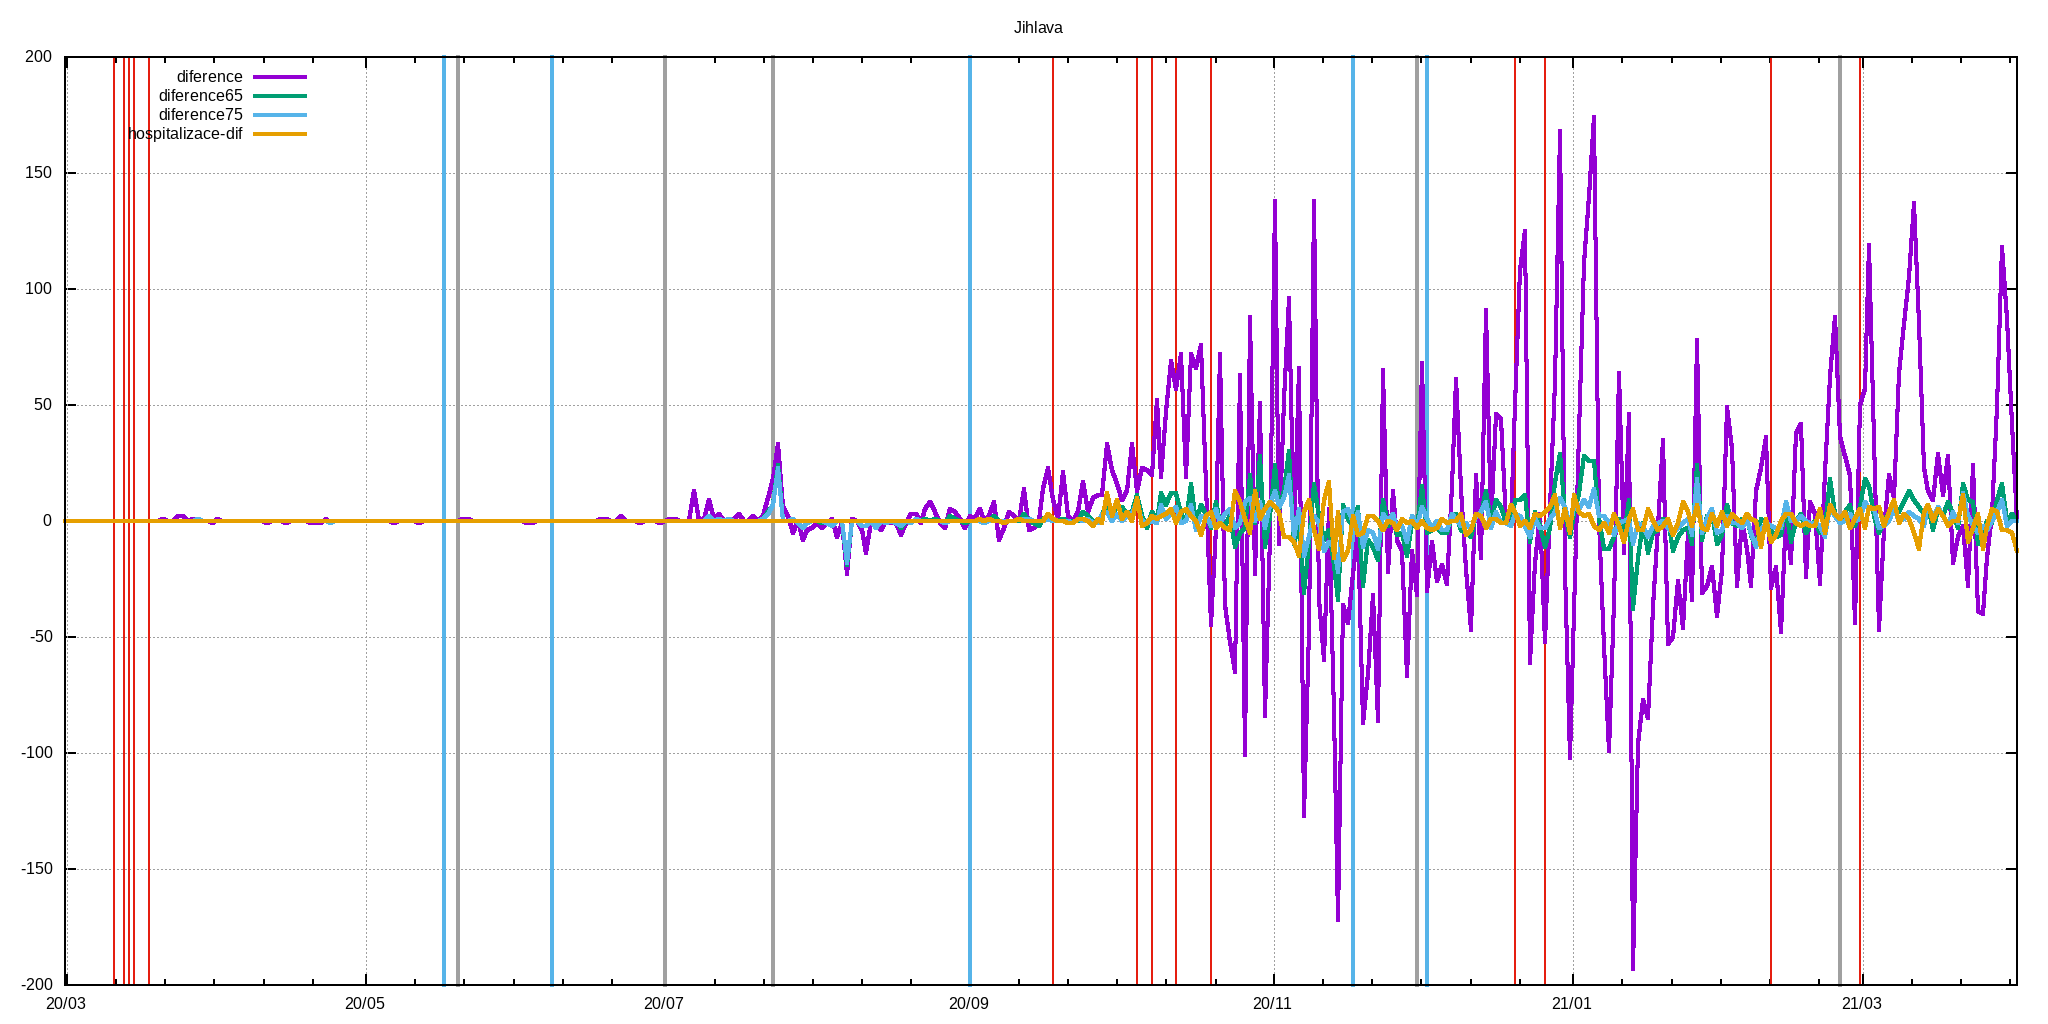 Jihlava
200
diference
diference65
diference75
hospitalizace-dif
150
100
50
0
-50
-100
-150
-200
20/03 20/05 20/07 20/09 20/11 21/01 21/03